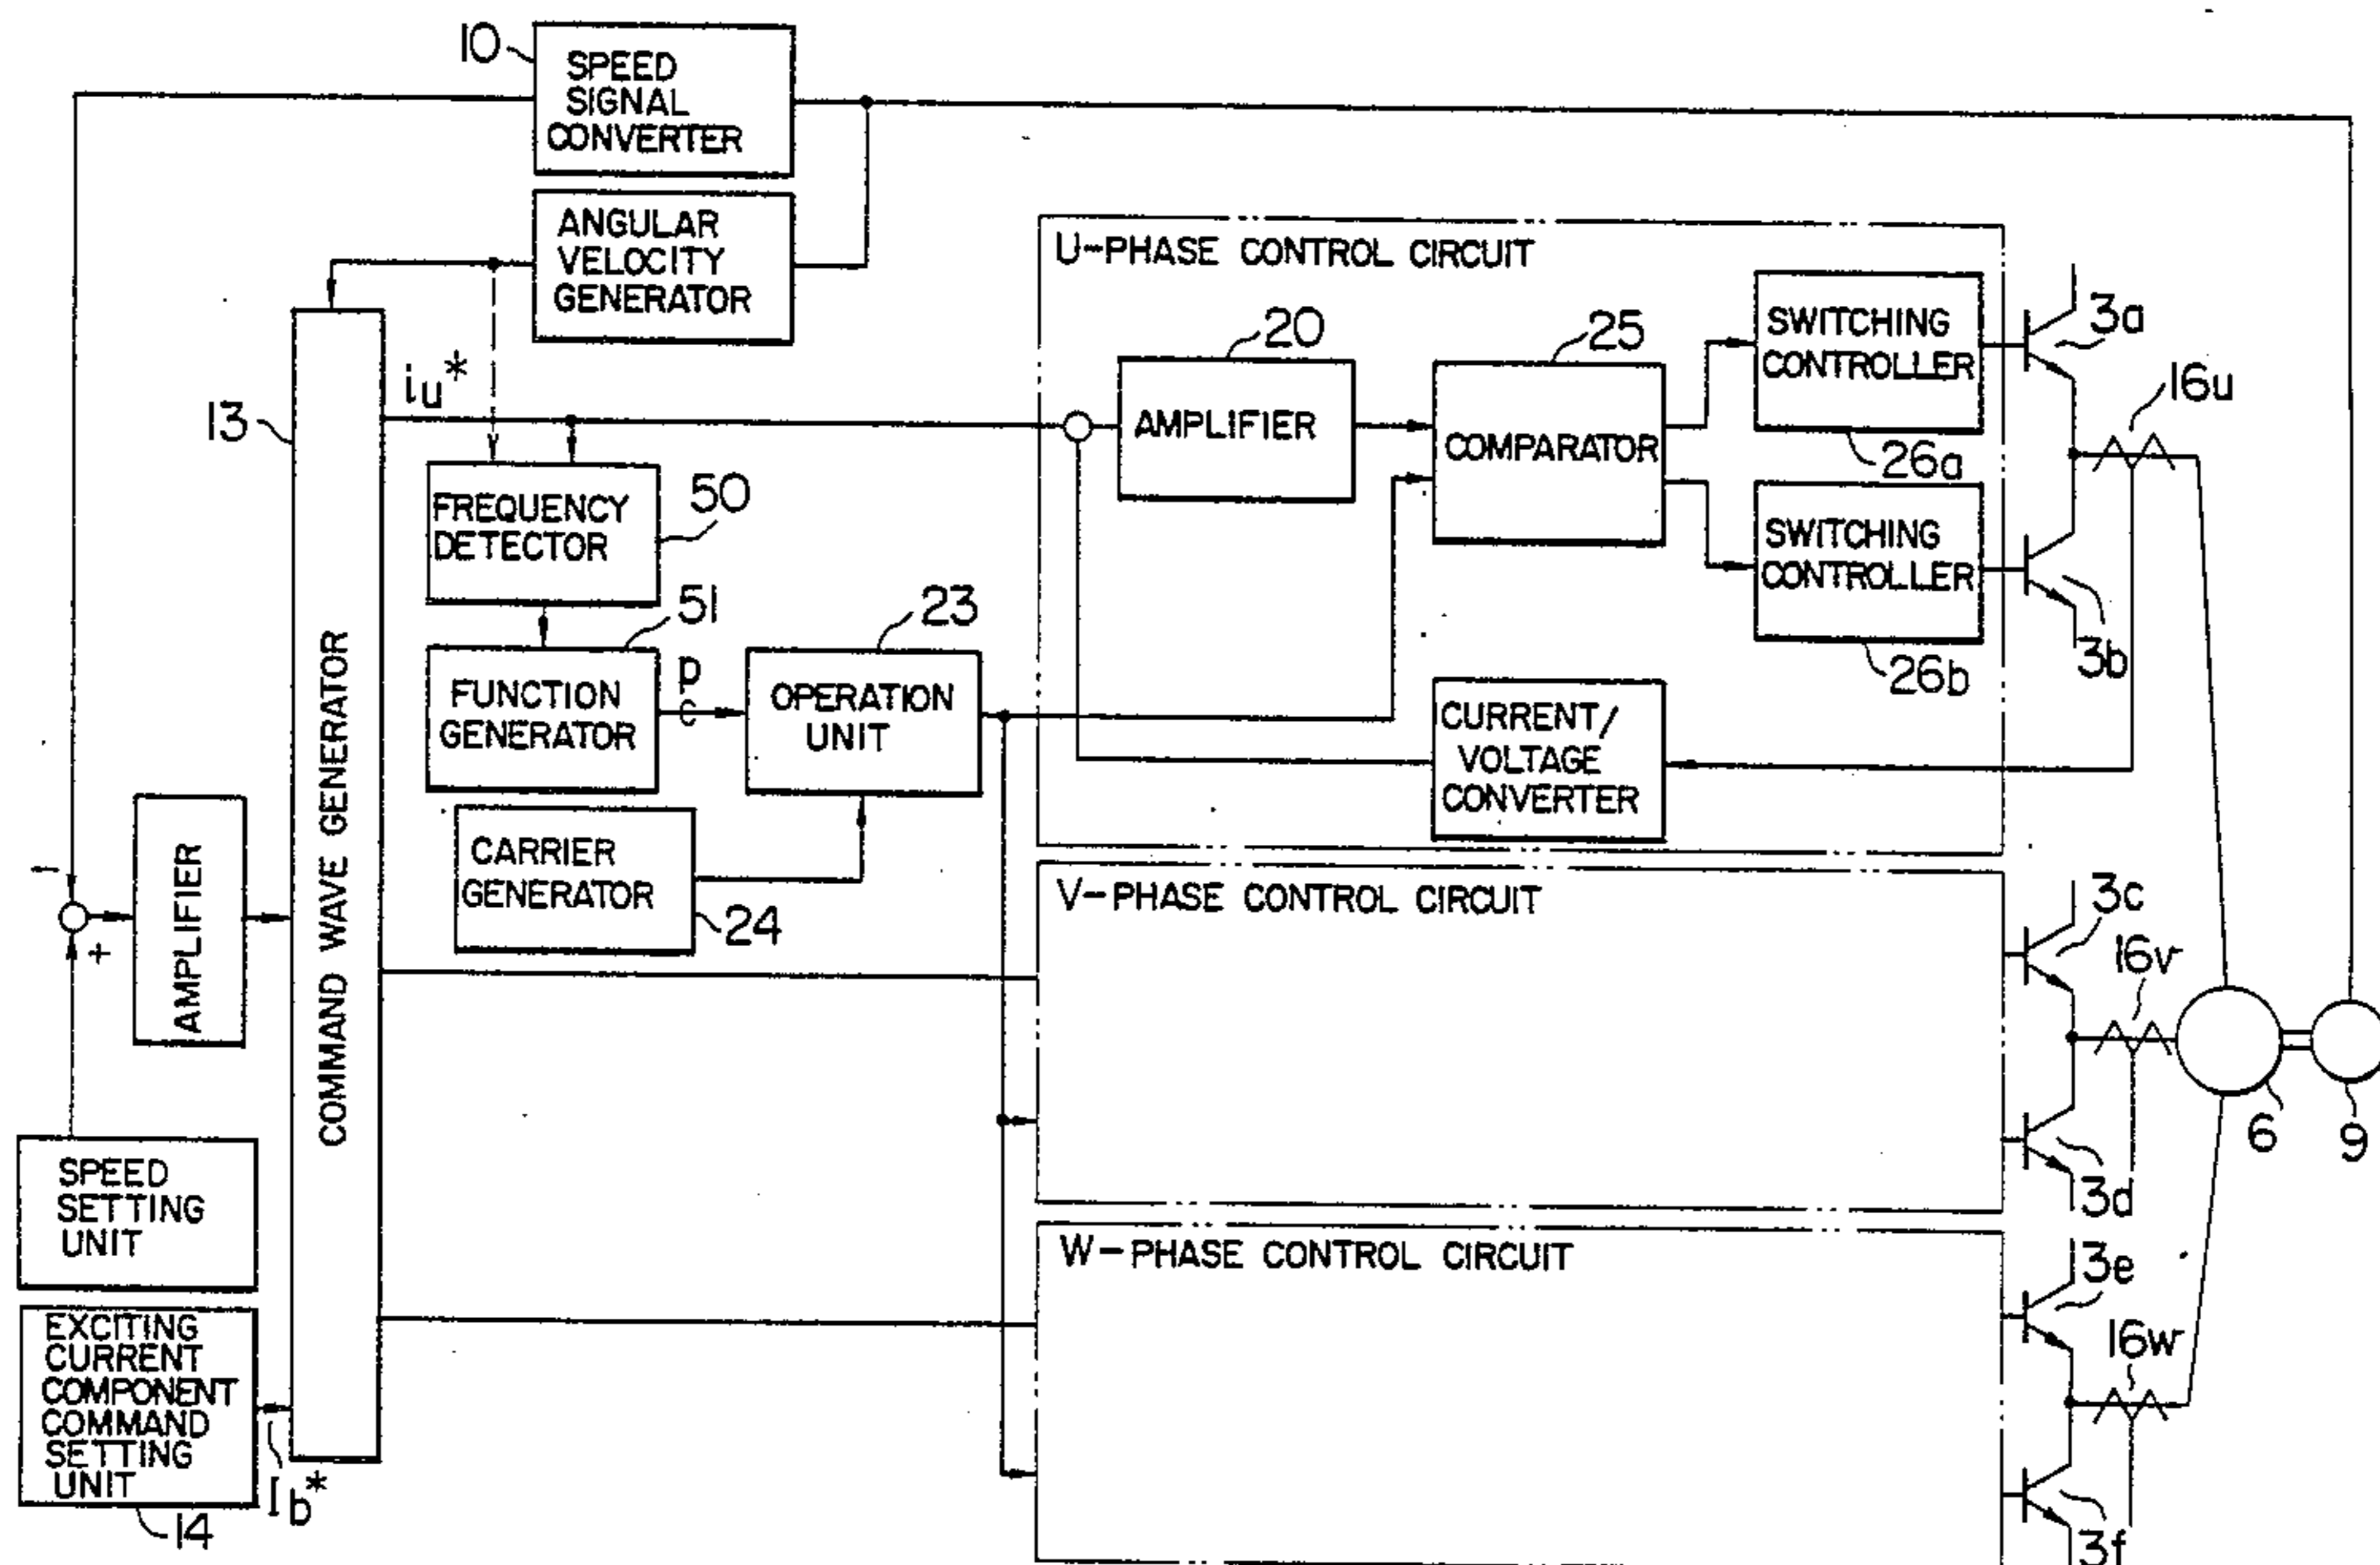 10
SPEED
SIGNAL
CONVERTER
ANGULAR
VELOCITY
GENERATOR
U-PHASE CONTROL CIRCUIT
20
AMPLIFIER
25
COMPARATOR
SWITCHING
CONTROLLER
26a
SWITCHING
CONTROLLER
26b
3a
16u
3b
13
iu*
FREQUENCY
DETECTOR
50
51
FUNCTION
GENERATOR
p
23
OPERATION
UNIT
CURRENT/
VOLTAGE
CONVERTER
CARRIER
GENERATOR
24
COMMAND WAVE GENERATOR
AMPLIFIER
-
+
SPEED
SETTING
UNIT
EXCITING
CURRENT
COMPONENT
COMMAND
SETTING
UNIT
14
Ib*
V-PHASE CONTROL CIRCUIT
3c
16v
3d
6
9
W-PHASE CONTROL CIRCUIT
3e
16w
3f